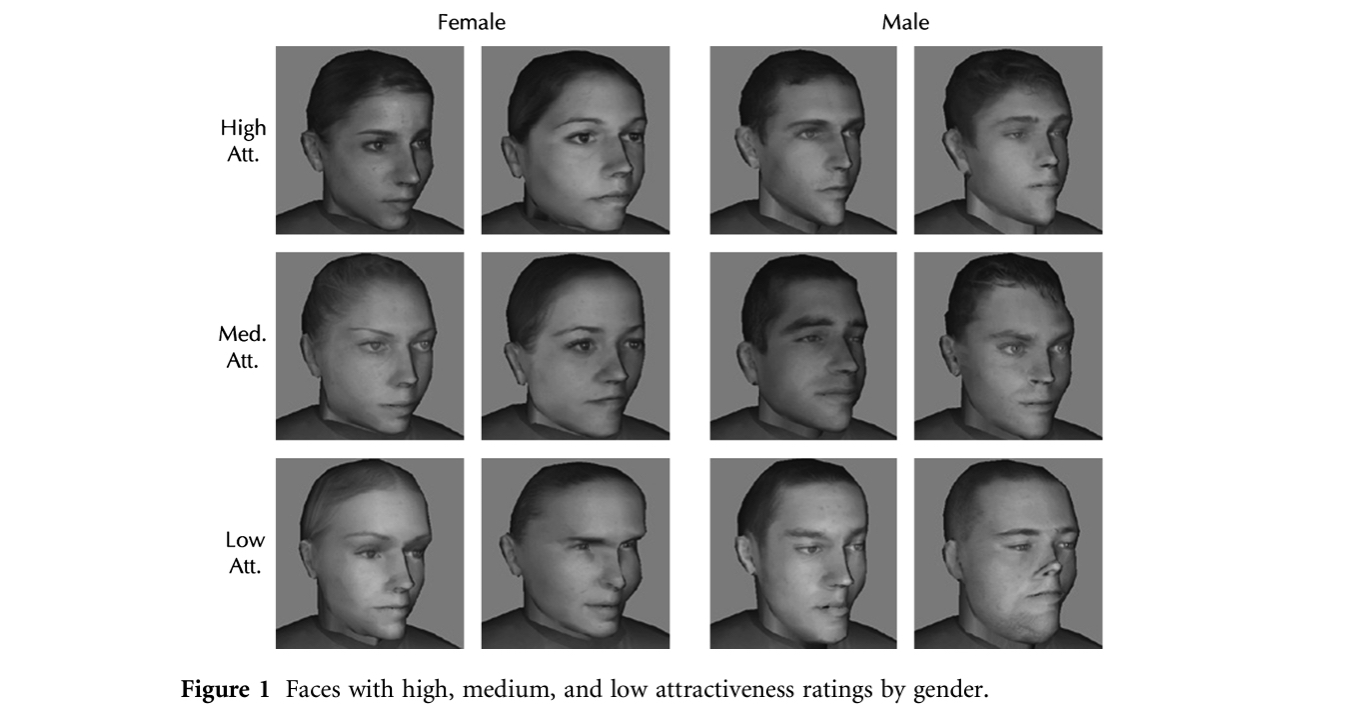 Female
Male
High
Att.
Med.
Att.
Low
Att.
Figure 1 Faces with high, medium, and low attractiveness ratings by gender.